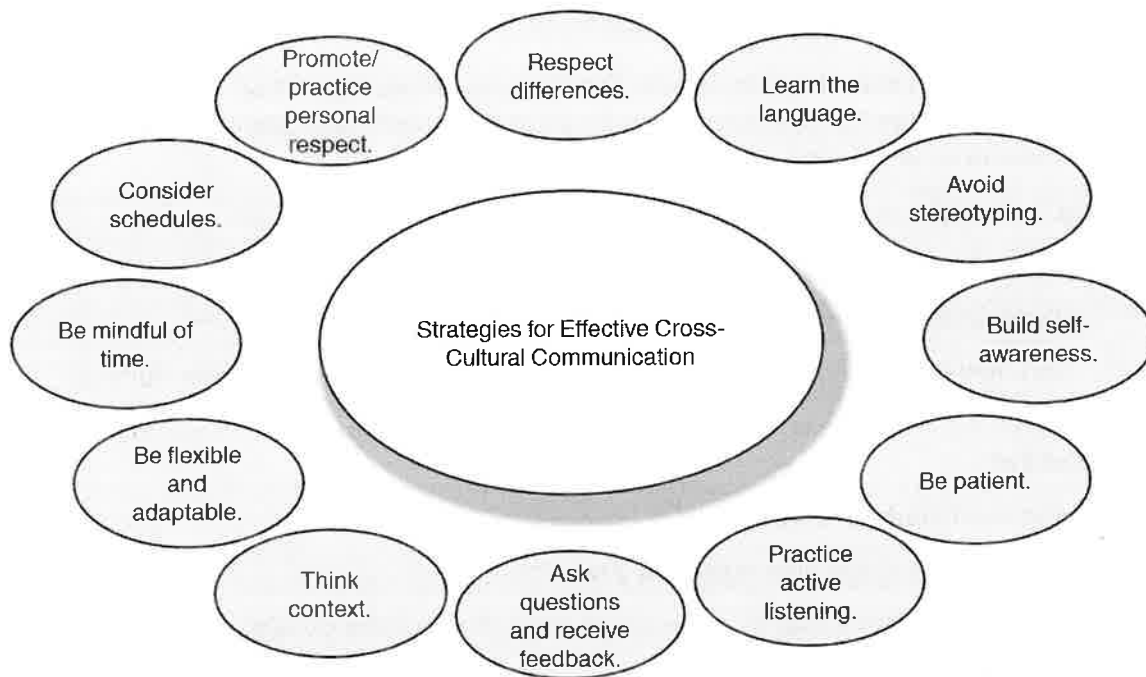 Respect
differences.
Learn the
language.
Avoid
stereotyping.
Build self-
awareness.
Be patient.
Practice
active
listening.
Ask
questions
and receive
feedback.
Think
context.
Be flexible
and
adaptable.
Be mindful of
time.
Consider
schedules.
Promote/
practice
personal
respect.
Strategies for Effective Cross-
Cultural Communication